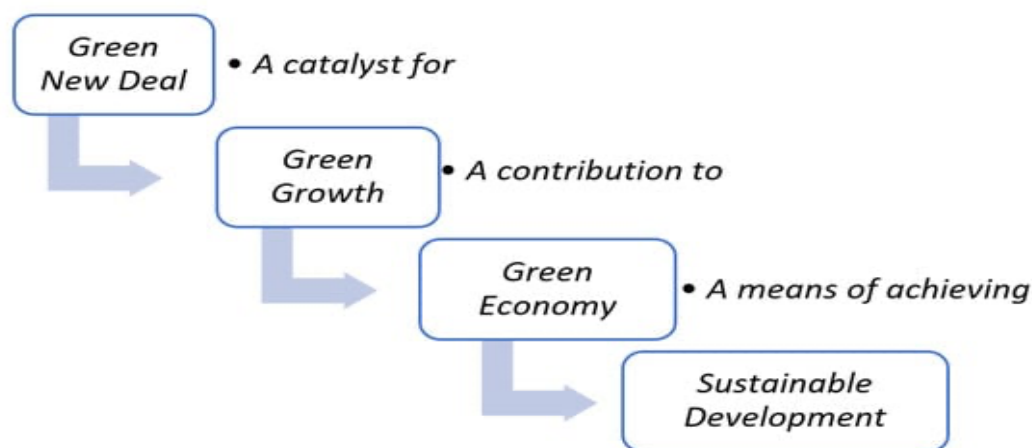 Green
New Deal
• A catalyst for
Green
Growth
• A contribution to
Green
Economy
• A means of achieving
Sustainable
Development